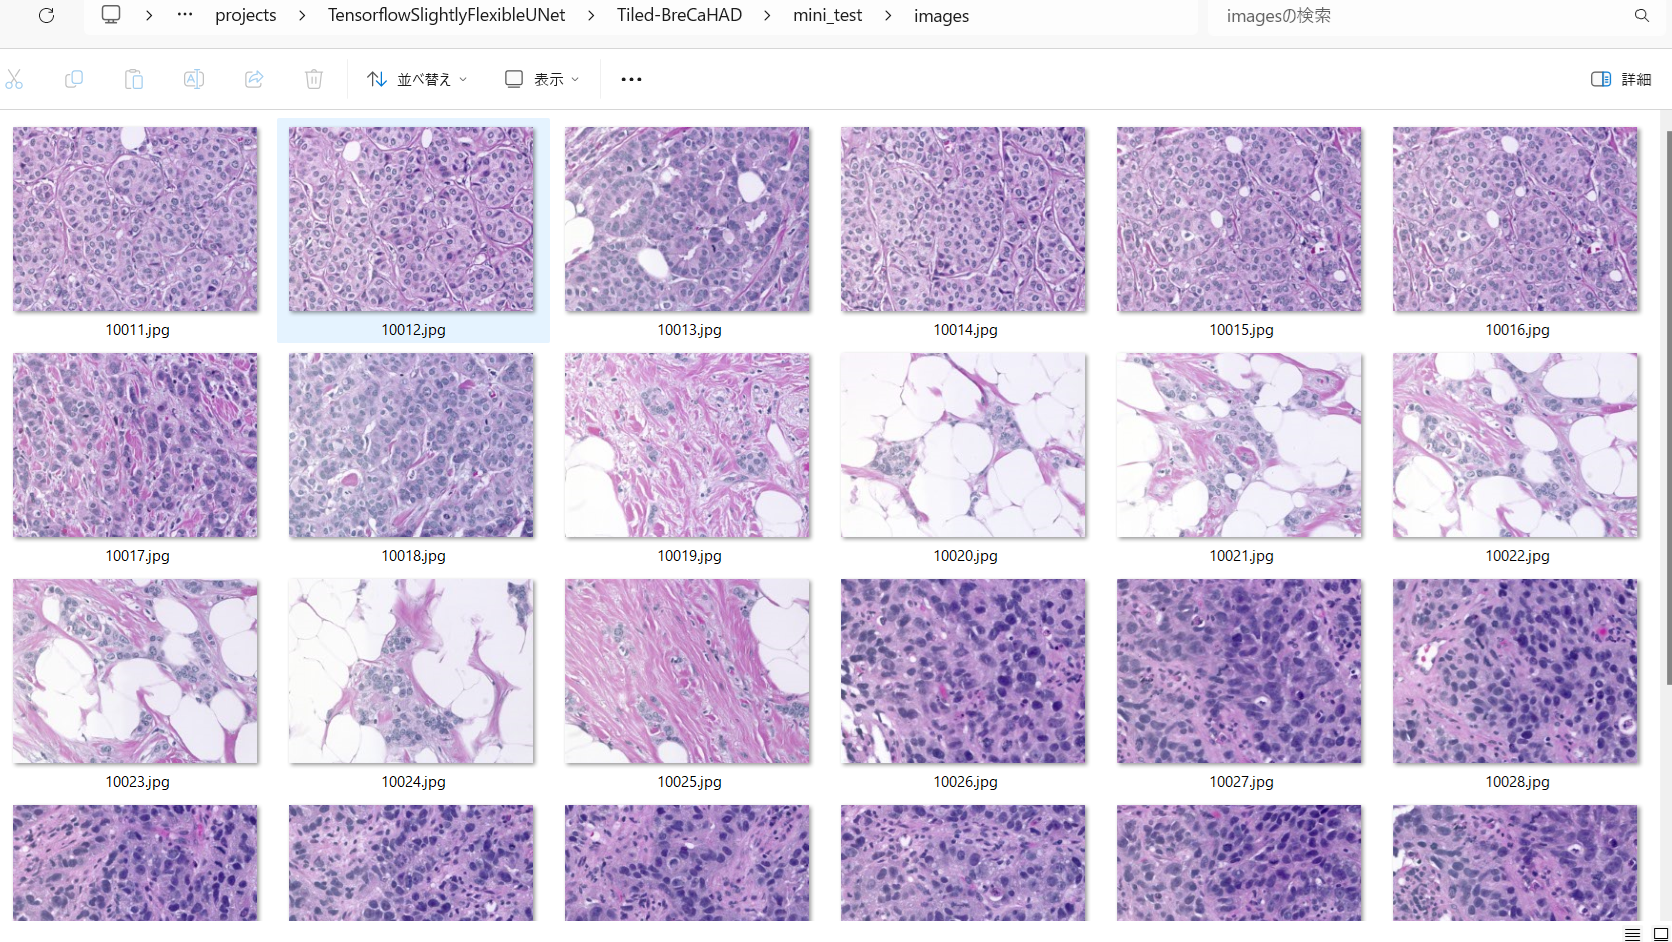 projects > TensorflowSlightlyFlexibleUNet > Tiled-BreCaHAD > mini_test > images
imagesの検索
並べ替え
表示
詳細
10011.jpg
10012.jpg
10013.jpg
10014.jpg
10015.jpg
10016.jpg
10017.jpg
10018.jpg
10019.jpg
10020.jpg
10021.jpg
10022.jpg
10023.jpg
10024.jpg
10025.jpg
10026.jpg
10027.jpg
10028.jpg